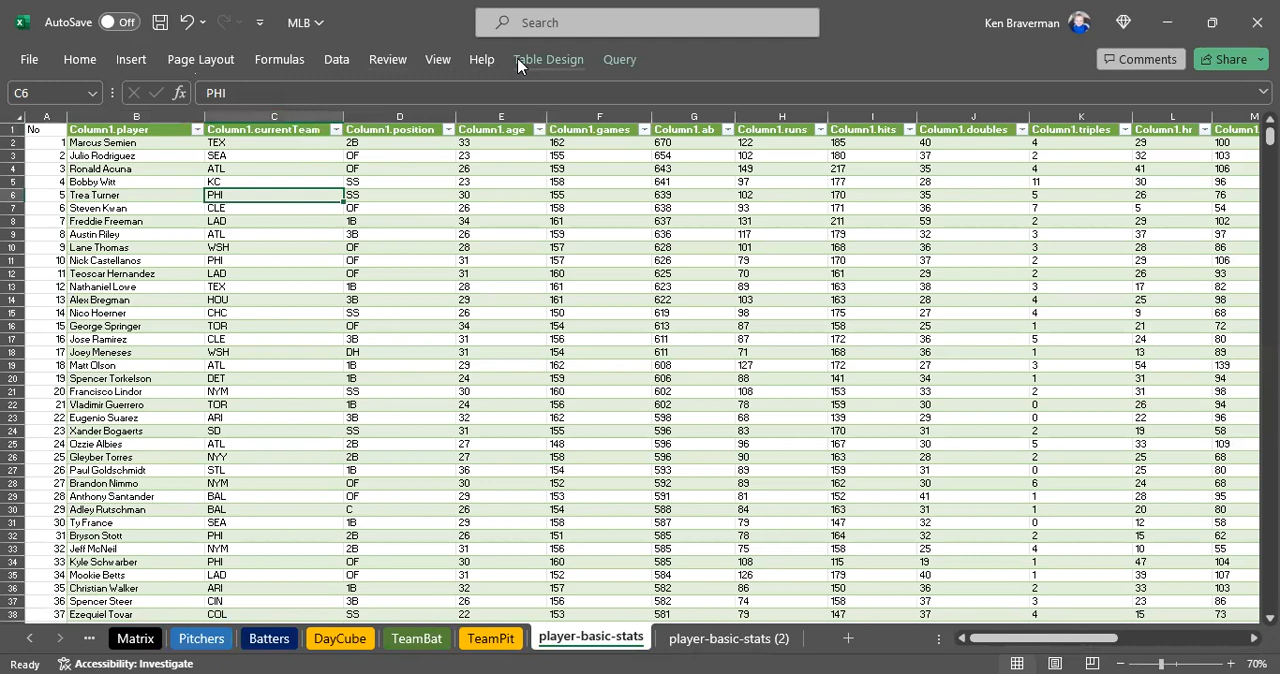 AutoSave Off MLB Search Ken Braverman
File Home Insert Page Layout Formulas Data Review View Help Table Design Query Comments Share
C6 fx PHI
A B C D E F G H I J K L M
1 No Column1.player Column1.currentTeam Column1.position Column1.age Column1.games Column1.ab Column1.runs Column1.hits Column1.doubles Column1.triples Column1.hr Column1.
2 1 Marcus Semien TEX 2B 33 162 670 122 185 40 4 29 100
3 2 Julio Rodriguez SEA OF 23 155 654 102 180 37 2 32 103
4 3 Ronald Acuna ATL OF 26 159 643 149 217 35 4 41 106
5 4 Bobby Witt KC SS 23 158 641 97 177 28 11 30 96
6 5 Trea Turner PHI SS 30 155 639 102 170 35 5 26 76
7 6 Steven Kwan CLE OF 26 158 638 93 171 36 7 5 54
8 7 Freddie Freeman LAD 1B 34 161 637 131 211 59 2 29 102
9 8 Austin Riley ATL 3B 26 159 636 117 179 32 3 37 97
10 9 Lane Thomas WSH OF 28 157 628 101 168 36 3 28 86
11 10 Nick Castellanos PHI OF 31 157 626 79 170 37 2 29 106
12 11 Teoscar Hernandez LAD OF 31 160 625 70 161 29 2 26 93
13 12 Nathaniel Lowe TEX 1B 28 161 623 89 163 38 3 17 82
14 13 Alex Bregman HOU 3B 29 161 622 103 163 28 4 25 98
15 14 Nico Hoerner CHC SS 26 150 619 98 175 27 4 9 68
16 15 George Springer TOR OF 34 154 613 87 158 25 1 21 72
17 16 Jose Ramirez CLE 3B 31 156 611 87 172 36 5 24 80
18 17 Joey Meneses WSH DH 31 154 611 71 168 36 1 13 89
19 18 Matt Olson ATL 1B 29 162 608 127 172 27 3 54 139
20 19 Spencer Torkelson DET 1B 24 159 606 88 141 34 1 31 94
21 20 Francisco Lindor NYM SS 30 160 602 108 153 33 2 31 98
22 21 Vladimir Guerrero TOR 1B 24 156 602 78 159 30 0 26 94
23 22 Eugenio Suarez ARI 3B 32 162 598 68 139 29 0 22 96
24 23 Xander Bogaerts SD SS 31 155 596 83 170 31 2 19 58
25 24 Ozzie Albies ATL 2B 27 148 596 96 167 30 5 33 109
26 25 Gleyber Torres NYY 2B 27 158 596 90 163 28 2 25 68
27 26 Paul Goldschmidt STL 1B 36 154 593 89 159 31 0 25 80
28 27 Brandon Nimmo NYM OF 30 152 592 89 162 30 6 24 68
29 28 Anthony Santander BAL OF 29 153 591 81 152 41 1 28 95
30 29 Adley Rutschman BAL C 26 154 588 84 163 31 1 20 80
31 30 Ty France SEA 1B 29 158 587 79 147 32 0 12 58
32 31 Bryson Stott PHI 2B 26 151 585 78 164 32 2 15 62
33 32 Jeff McNeil NYM 2B 31 156 585 75 158 25 4 10 55
34 33 Kyle Schwarber PHI OF 30 160 585 108 115 19 1 47 104
35 34 Mookie Betts LAD OF 31 152 584 126 179 40 1 39 107
36 35 Christian Walker ARI 1B 32 157 582 86 150 36 2 33 103
37 36 Spencer Steer CIN 3B 26 156 582 74 158 37 3 23 86
38 37 Ezequiel Tovar COL SS 22 153 581 79 147 37 4 15 73
Matrix Pitchers Batters DayCube TeamBat TeamPit player-basic-stats player-basic-stats (2)
Ready Accessibility: Investigate 70%